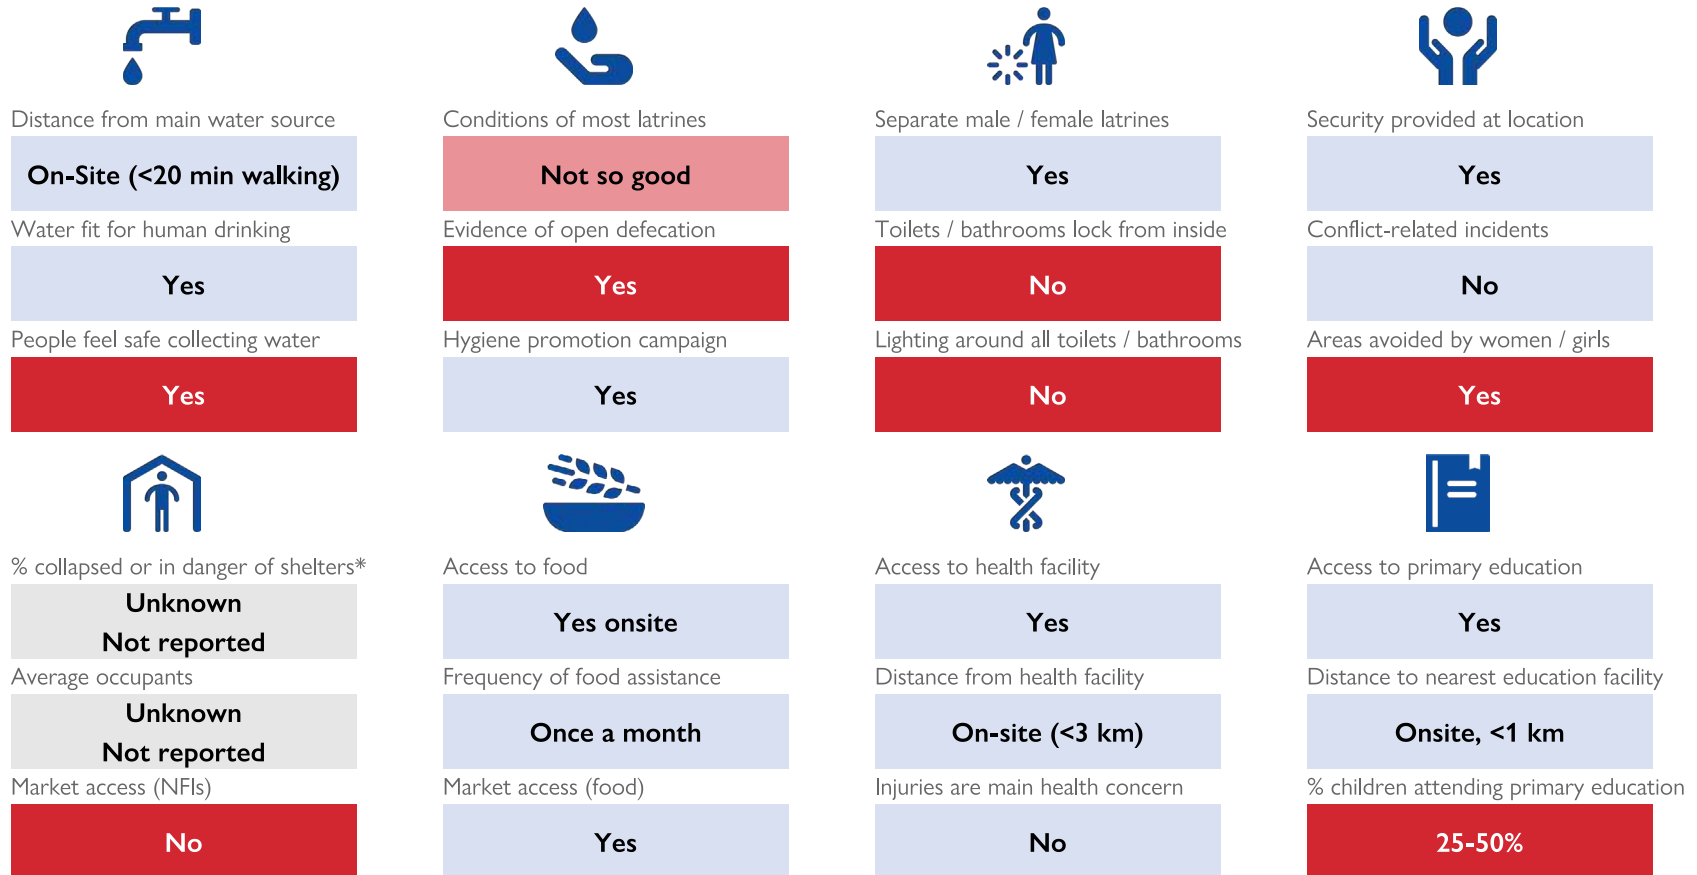 Distance from main water source
On-Site (<20 min walking)
Water fit for human drinking
Yes
People feel safe collecting water
Yes
Conditions of most latrines
Not so good
Evidence of open defecation
Yes
Hygiene promotion campaign
Yes
Separate male / female latrines
Yes
Toilets / bathrooms lock from inside
No
Lighting around all toilets / bathrooms
No
Security provided at location
Yes
Conflict-related incidents
No
Areas avoided by women / girls
Yes
% collapsed or in danger of shelters*
Unknown
Not reported
Average occupants
Unknown
Not reported
Market access (NFIs)
No
Access to food
Yes onsite
Frequency of food assistance
Once a month
Market access (food)
Yes
Access to health facility
Yes
Distance from health facility
On-site (<3 km)
Injuries are main health concern
No
Access to primary education
Yes
Distance to nearest education facility
Onsite, <1 km
% children attending primary education
25-50%